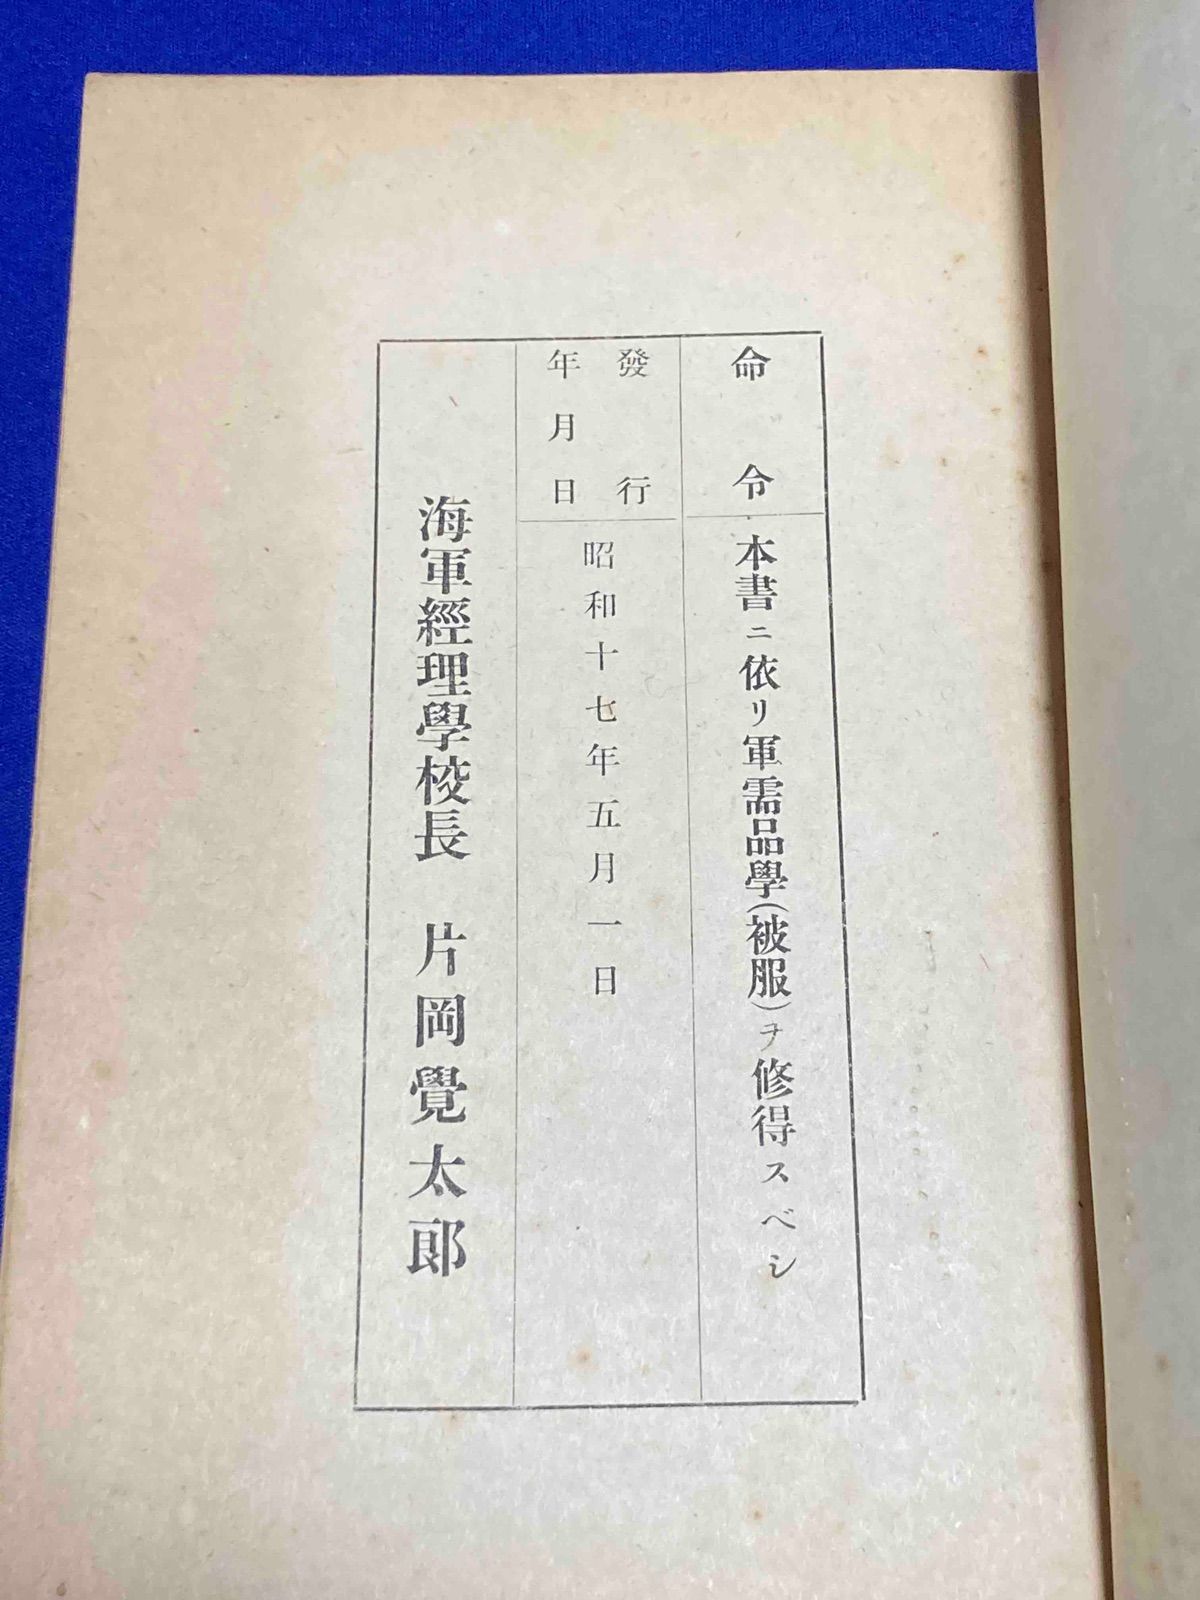 命令
本書ニ依リ軍需品學(被服)ヲ修得スベシ
發行
年月日
昭和十七年五月一日
海軍經理學校長　片岡覺太郎